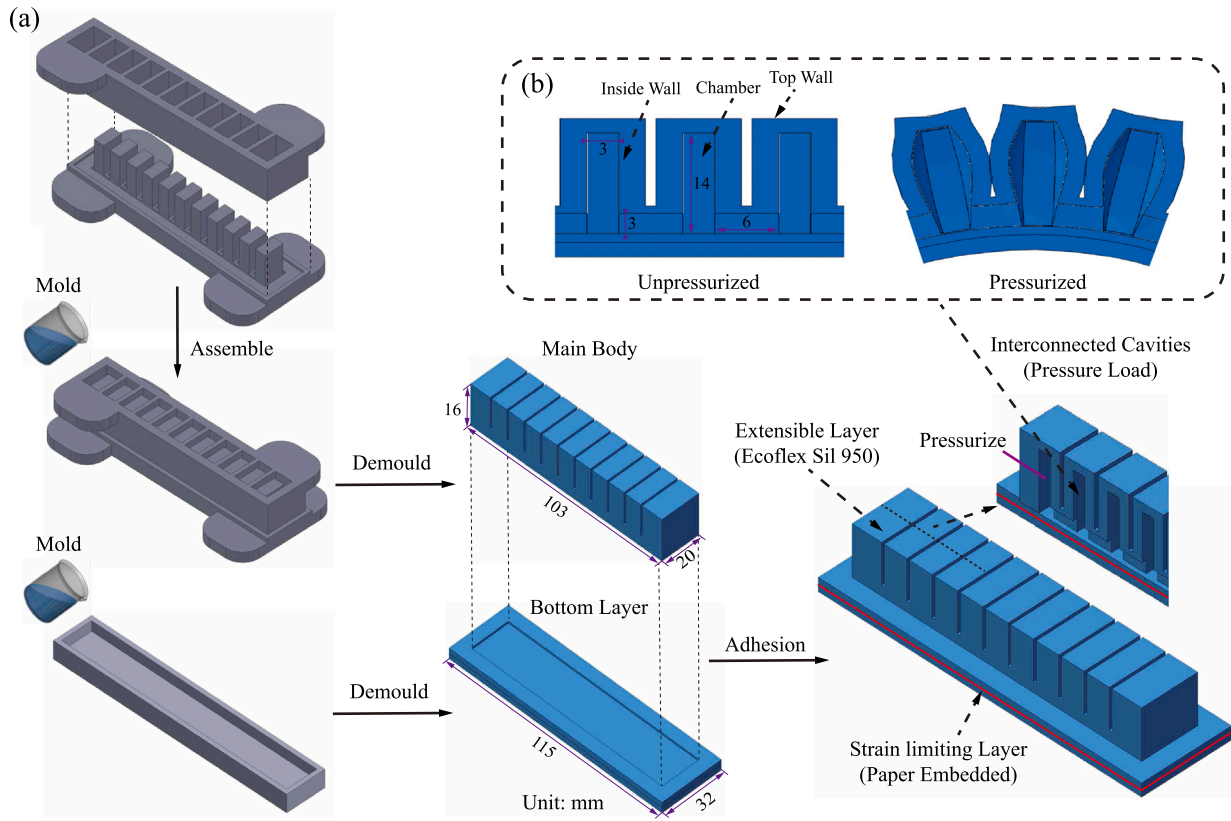 (a)
(b)
Inside Wall
Chamber
Top Wall
3
14
3
6
Unpressurized
Pressurized
Mold
Assemble
Main Body
16
103
20
Demould
Interconnected Cavities
(Pressure Load)
Extensible Layer
(Ecoflex Sil 950)
Pressurize
Mold
Bottom Layer
Demould
Adhesion
115
32
Unit: mm
Strain limiting Layer
(Paper Embedded)